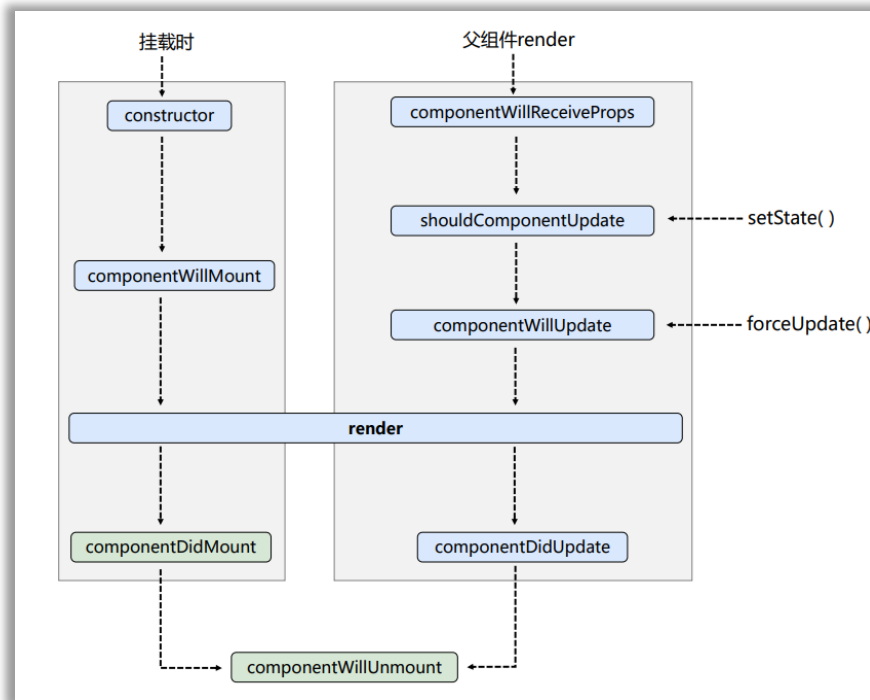 挂载时
父组件render
constructor
componentWillReceiveProps
shouldComponentUpdate
setState( )
componentWillMount
componentWillUpdate
forceUpdate( )
render
componentDidMount
componentDidUpdate
componentWillUnmount